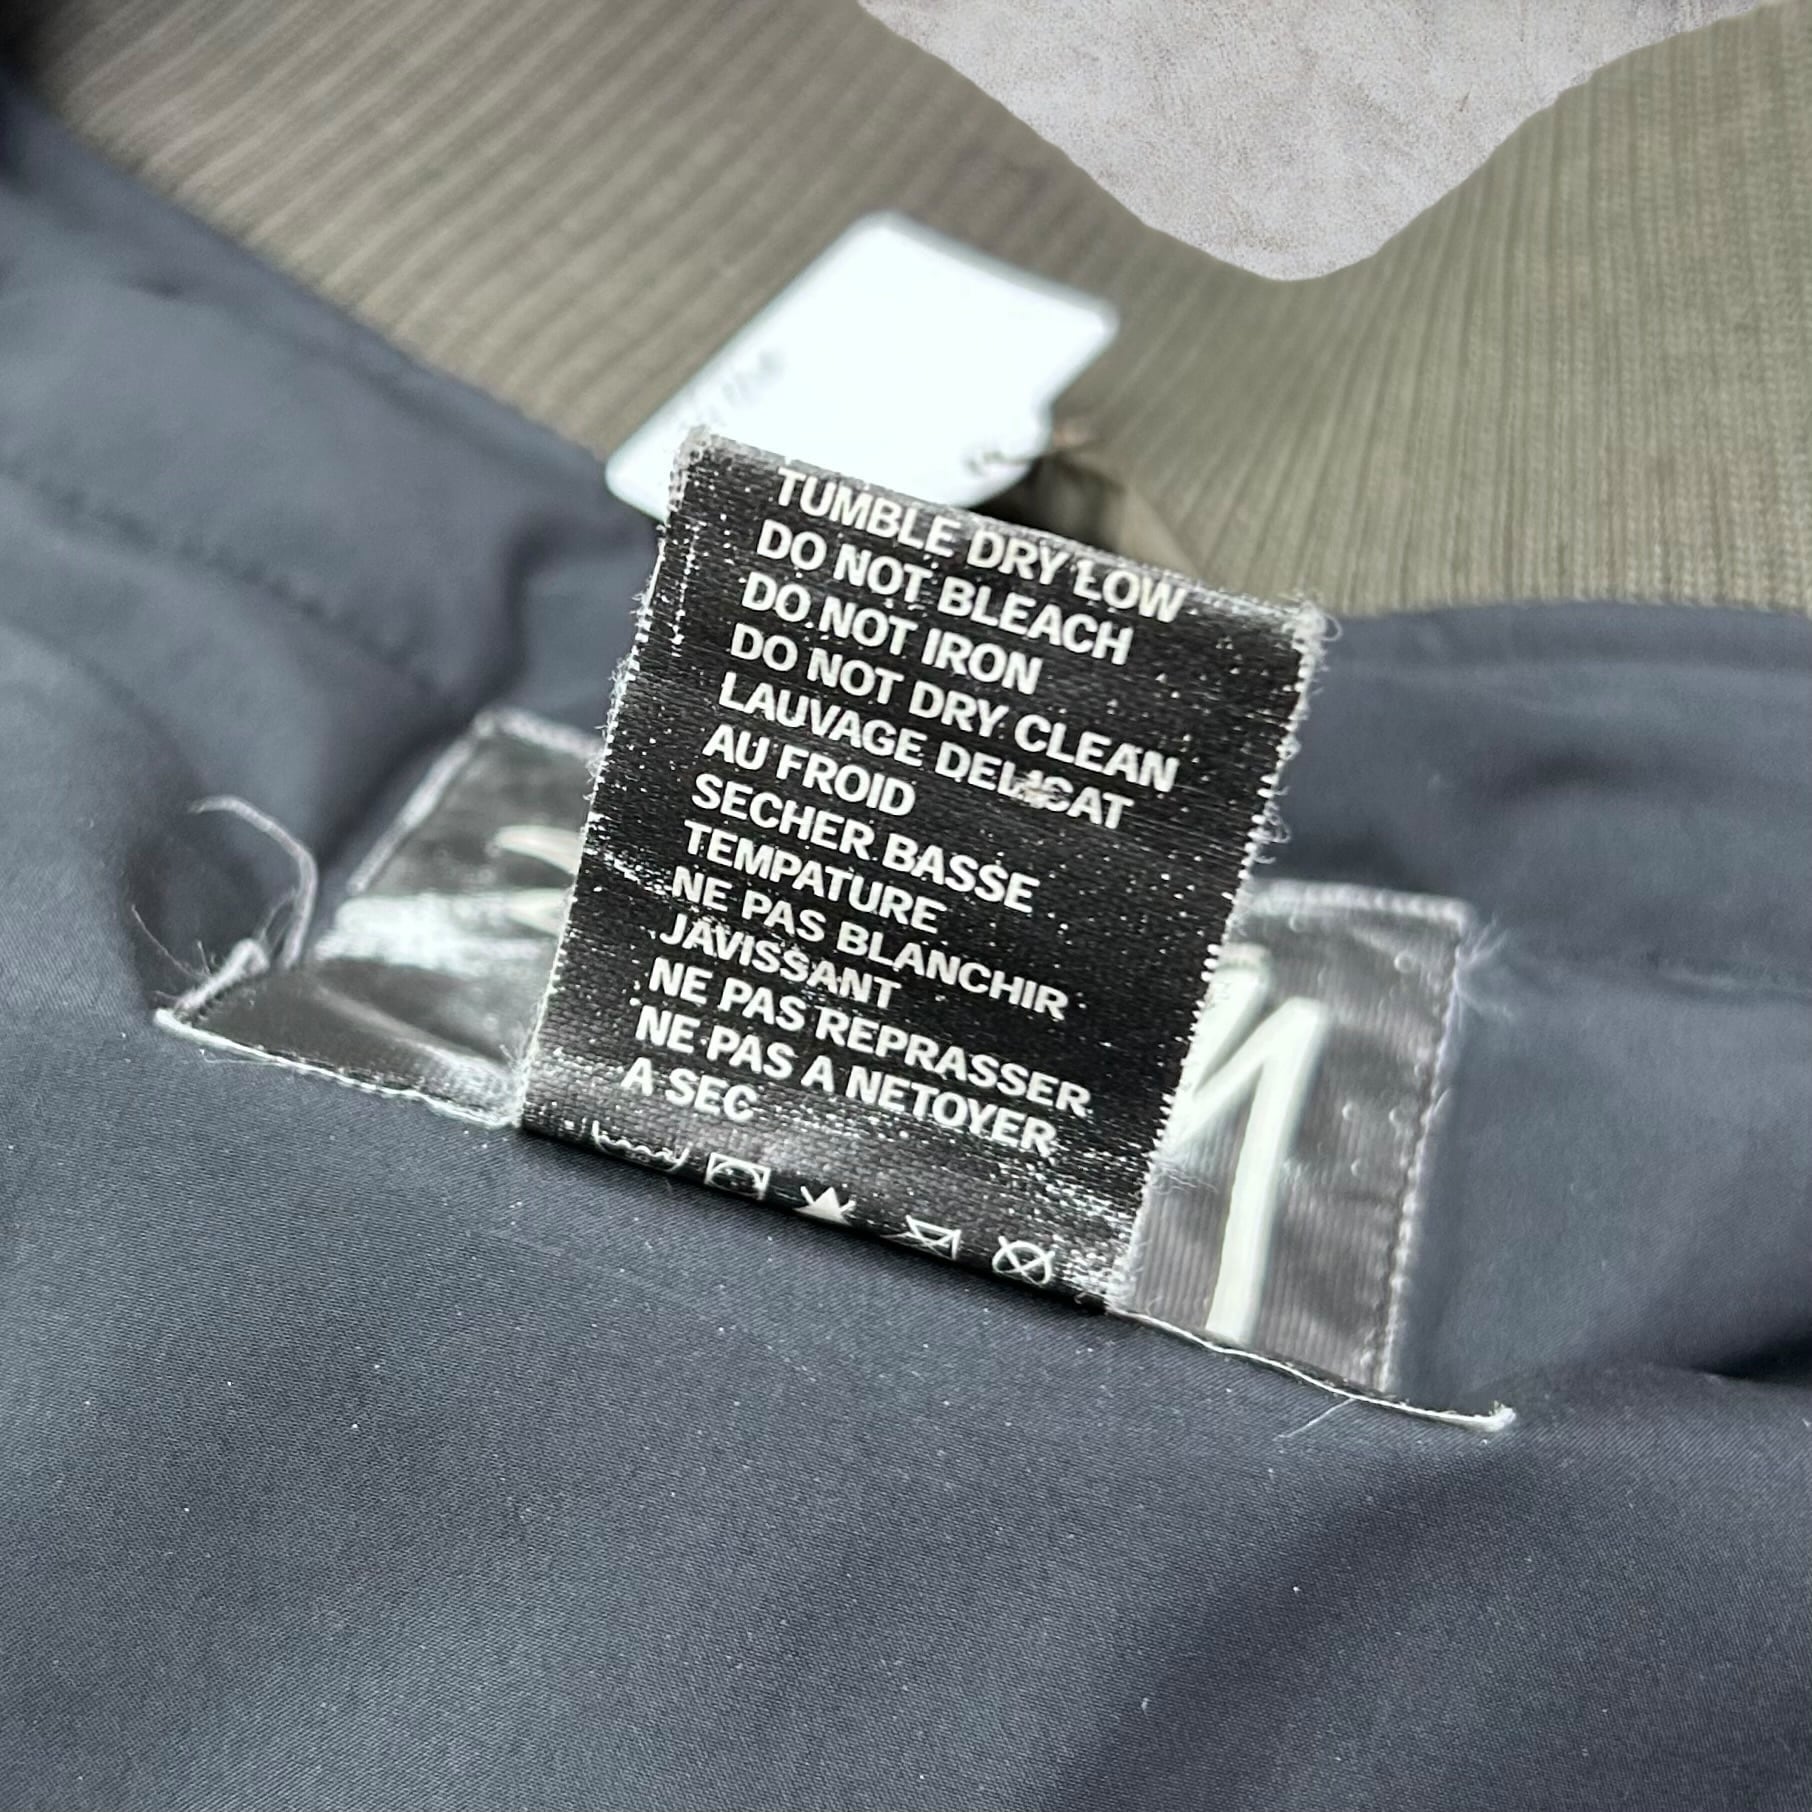 TUMBLE DRY LOW
DO NOT BLEACH
DO NOT IRON
DO NOT DRY CLEAN
LAUVAGE DELICAT
AU FROID
SECHER BASSE
TEMPATURE
NE PAS BLANCHIR
JAVISSANT
NE PAS REPRASSER
NE PAS A NETOYER
A SEC